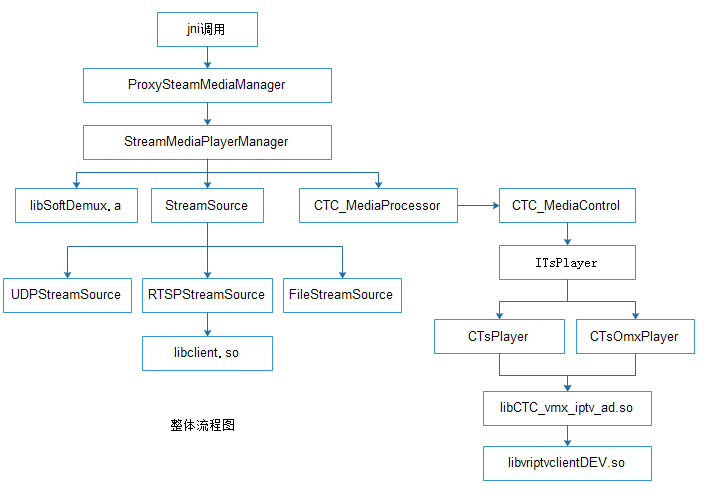 jni调用
ProxySteamMediaManager
StreamMediaPlayerManager
libSoftDemux.a
StreamSource
CTC_MediaProcessor
CTC_MediaControl
ITsPlayer
UDPStreamSource
RTSPStreamSource
FileStreamSource
CTsPlayer
CTsOmxPlayer
libclient.so
libCTC_vmx_iptv_ad.so
整体流程图
libvriptvclientDEV.so